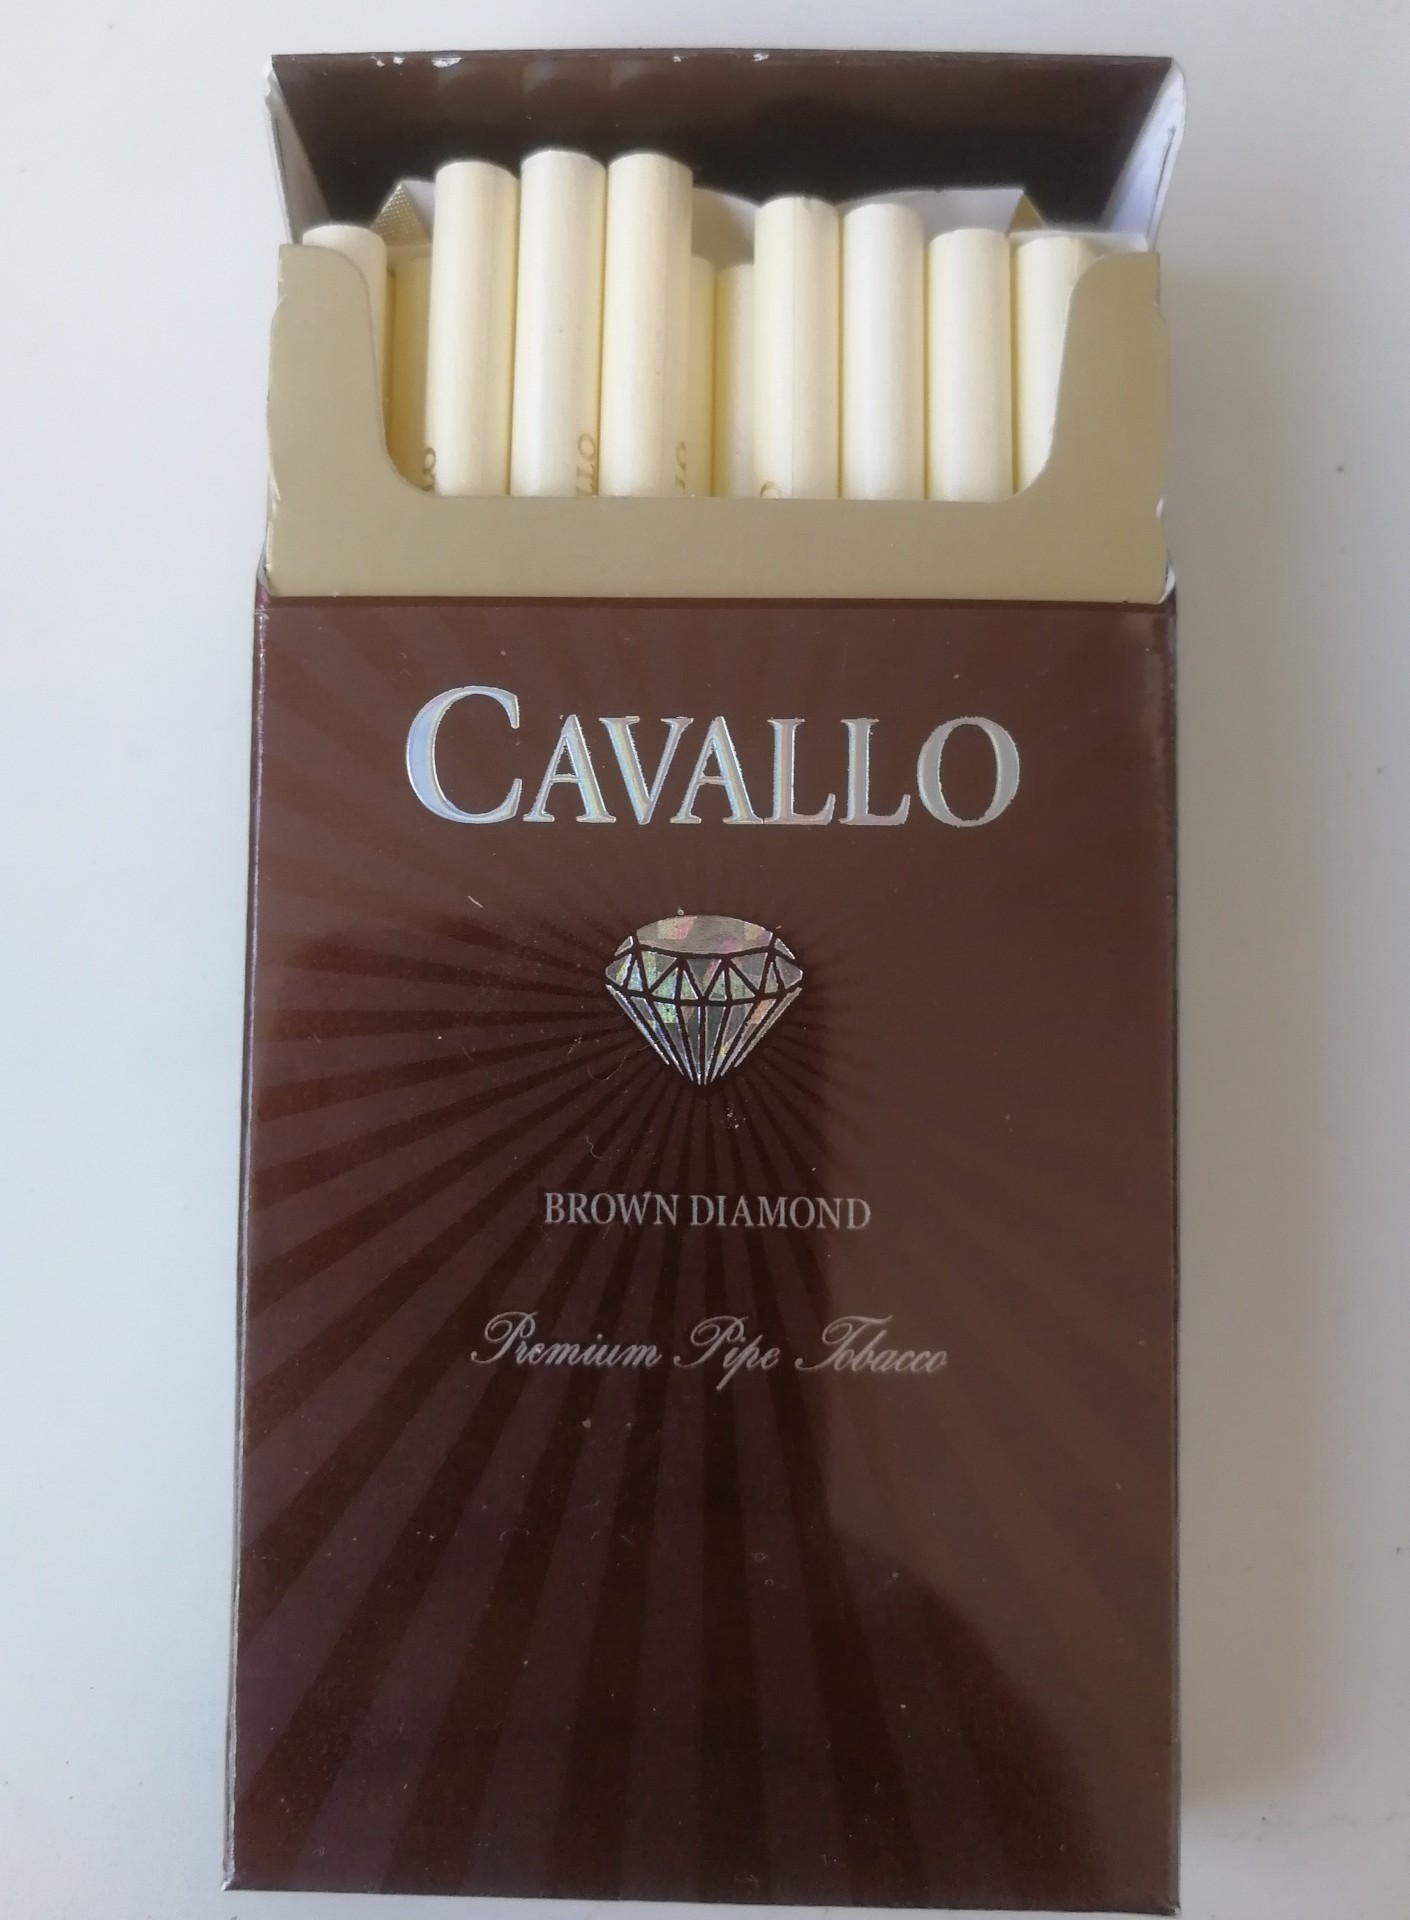 CAVALLO
BROWN DIAMOND
Premium Pipe Tobacco